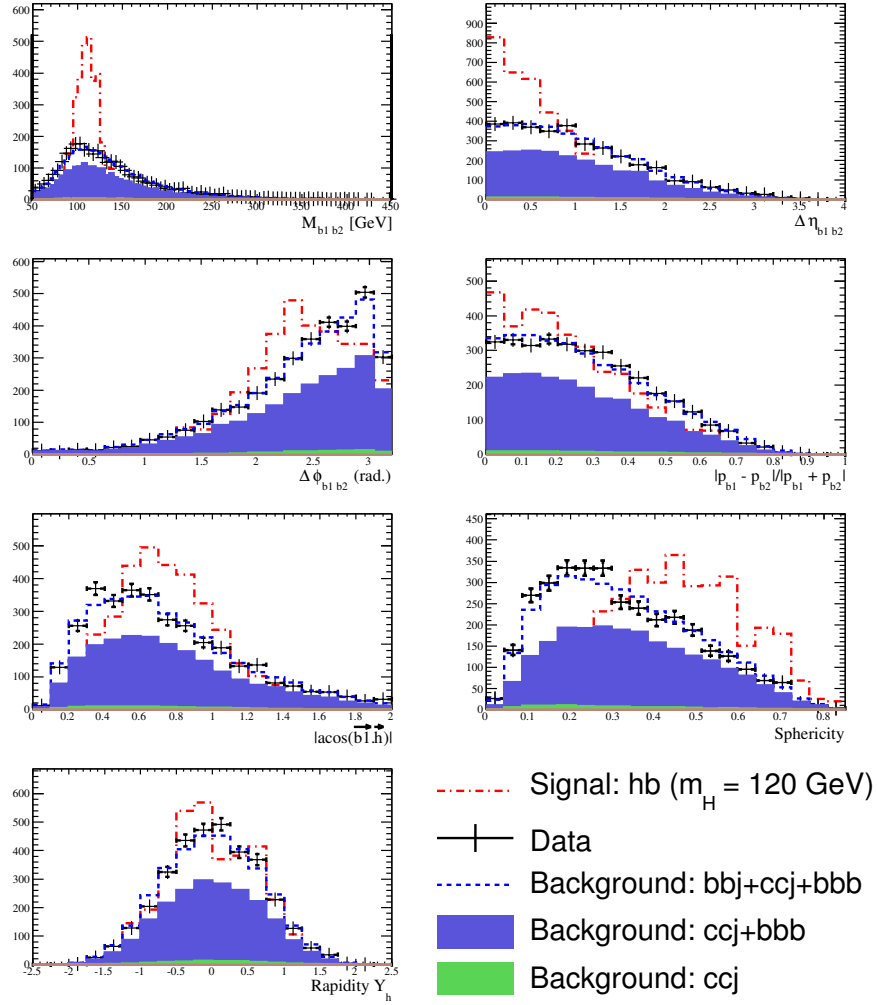 600
500
400
300
200
100
0
50 100 150 200 250 300 350 400 450
M b1 b2 [GeV]
900
800
700
600
500
400
300
200
100
0
0 0.5 1 1.5 2 2.5 3 3.5 4
Δ η b1 b2
600
500
400
300
200
100
0
0 0.5 1 1.5 2 2.5 3
Δ ϕ b1 b2 (rad.)
500
400
300
200
100
0
0 0.1 0.2 0.3 0.4 0.5 0.6 0.7 0.8 0.9 1
|p b1 - p b2|/|p b1 + p b2|
500
400
300
200
100
0
0 0.2 0.4 0.6 0.8 1 1.2 1.4 1.6 1.8 2
|acos(b1.h)|
450
400
350
300
250
200
150
100
50
0
0 0.1 0.2 0.3 0.4 0.5 0.6 0.7 0.8
Sphericity
600
500
400
300
200
100
0
-2.5 -2 -1.5 -1 -0.5 0 0.5 1 1.5 2 2.5
Rapidity Y h
Signal: hb (m H = 120 GeV)
Data
Background: bbj+ccj+bbb
Background: ccj+bbb
Background: ccj